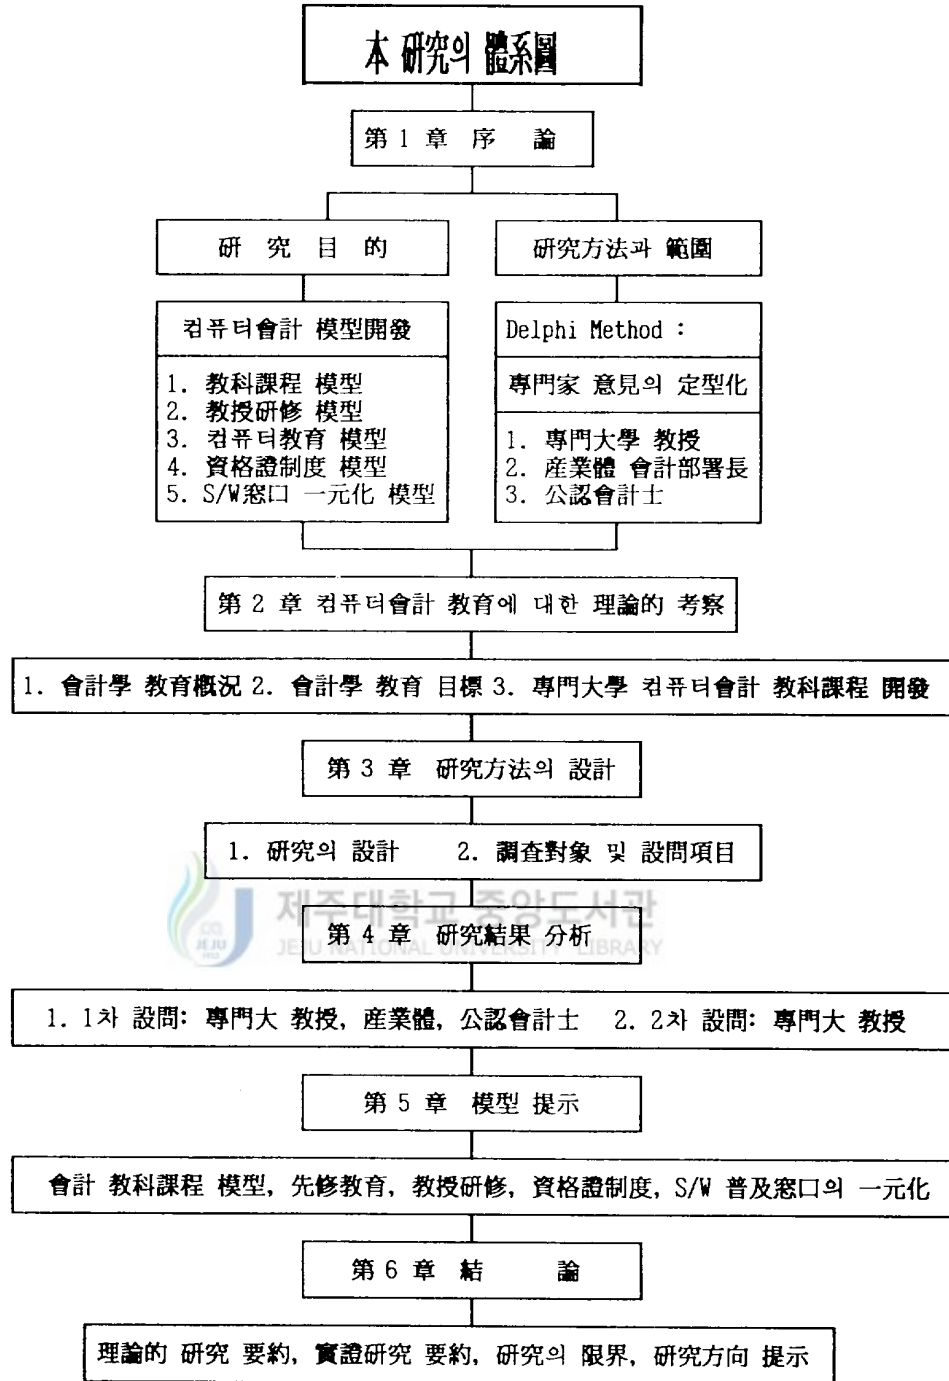 本 研究의 體系圖
第 1 章 序 論
研 究 目 的
研究方法과 範圍
컴퓨터會計 模型開發
1. 敎科課程 模型
2. 敎授硏修 模型
3. 컴퓨터敎育 模型
4. 資格證制度 模型
5. S/W窓口 一元化 模型
Delphi Method :
專門家 意見의 定型化
1. 專門大學 敎授
2. 産業體 會計部署長
3. 公認會計士
第 2 章 컴퓨터會計 敎育에 대한 理論的 考察
1. 會計學 敎育槪況 2. 會計學 敎育 目標 3. 專門大學 컴퓨터會計 敎科課程 開發
第 3 章 研究方法의 設計
1. 研究의 設計 2. 調査對象 및 設問項目
제주대학교 중앙도서관
JEJU NATIONAL UNIVERSITY LIBRARY
JEJU
1952
第 4 章 研究結果 分析
1. 1차 設問: 專門大 敎授, 産業體, 公認會計士 2. 2차 設問: 專門大 敎授
第 5 章 模型 提示
會計 敎科課程 模型, 先修敎育, 敎授硏修, 資格證制度, S/W 普及窓口의 一元化
第 6 章 結 論
理論的 研究 要約, 實證研究 要約, 研究의 限界, 研究方向 提示